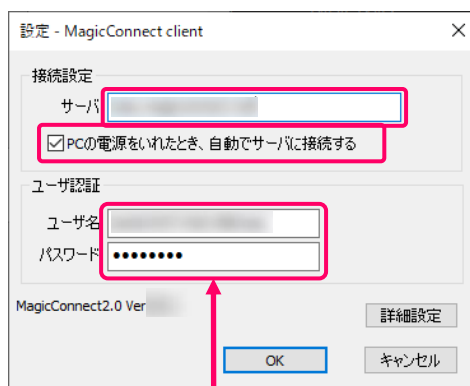 設定 - MagicConnect client
接続設定
サーバ
PCの電源をいれたとき、自動でサーバに接続する
ユーザ認証
ユーザ名
パスワード ••••••••
MagicConnect2.0 Ver
詳細設定
OK
キャンセル